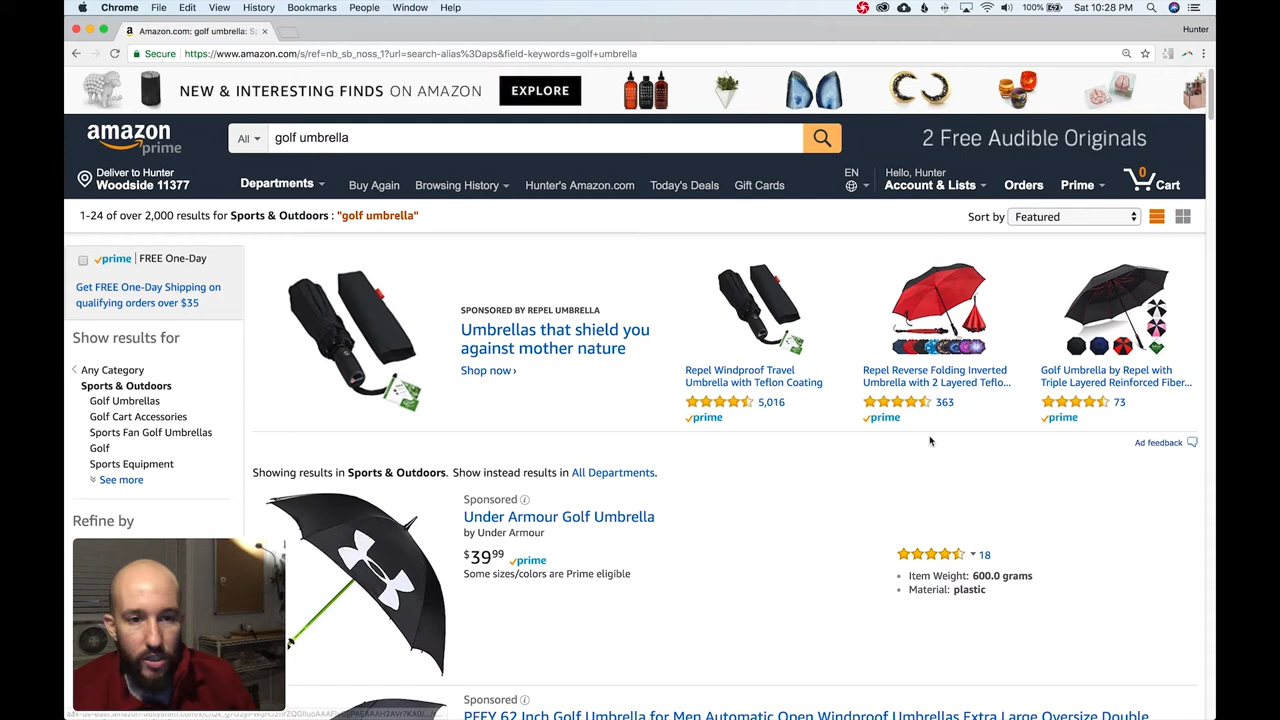 Chrome File Edit View History Bookmarks People Window Help
100% Sat 10:28 PM
Amazon.com: golf umbrella: S
Hunter
Secure https://www.amazon.com/s/ref=nb_sb_noss_1?url=search-alias%3Daps&field-keywords=golf+umbrella
NEW & INTERESTING FINDS ON AMAZON EXPLORE
amazon prime
All golf umbrella
2 Free Audible Originals
Deliver to Hunter
Woodside 11377
Departments Buy Again Browsing History Hunter's Amazon.com Today's Deals Gift Cards
EN
Hello, Hunter
Account & Lists Orders Prime 0 Cart
1-24 of over 2,000 results for Sports & Outdoors : "golf umbrella"
Sort by Featured
prime FREE One-Day
Get FREE One-Day Shipping on
qualifying orders over $35
Show results for
Any Category
Sports & Outdoors
Golf Umbrellas
Golf Cart Accessories
Sports Fan Golf Umbrellas
Golf
Sports Equipment
See more
Refine by
SPONSORED BY REPEL UMBRELLA
Umbrellas that shield you
against mother nature
Shop now ›
Repel Windproof Travel
Umbrella with Teflon Coating
5,016
prime
Repel Reverse Folding Inverted
Umbrella with 2 Layered Teflo...
363
prime
Golf Umbrella by Repel with
Triple Layered Reinforced Fiber...
73
prime
Ad feedback
Showing results in Sports & Outdoors. Show instead results in All Departments.
Sponsored
Under Armour Golf Umbrella
by Under Armour
$39 99 prime
Some sizes/colors are Prime eligible
18
Item Weight: 600.0 grams
Material: plastic
Sponsored
PFFY 62 Inch Golf Umbrella for Men Automatic Open Windproof Umbrellas Extra Large Oversize Double